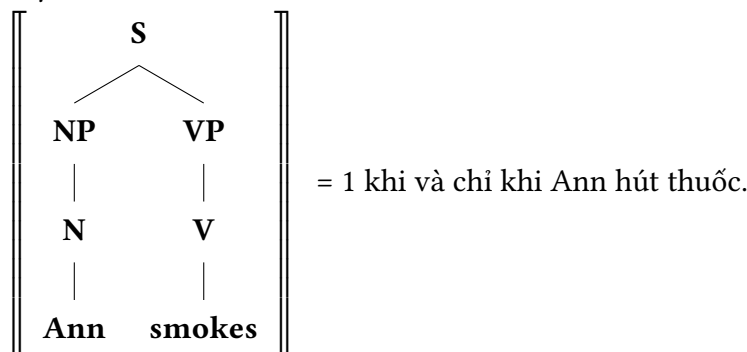 S
NP VP
N V = 1 khi và chỉ khi Ann hút thuốc.
Ann smokes